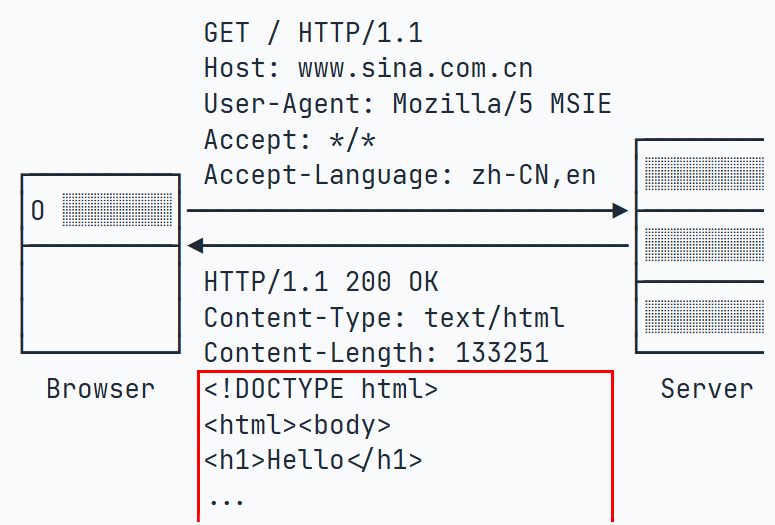 GET / HTTP/1.1
Host: www.sina.com.cn
User-Agent: Mozilla/5 MSIE
Accept: */*
Accept-Language: zh-CN,en
O
HTTP/1.1 200 OK
Content-Type: text/html
Content-Length: 133251
Browser
<!DOCTYPE html>
Server
<html><body>
<h1>Hello</h1>
...